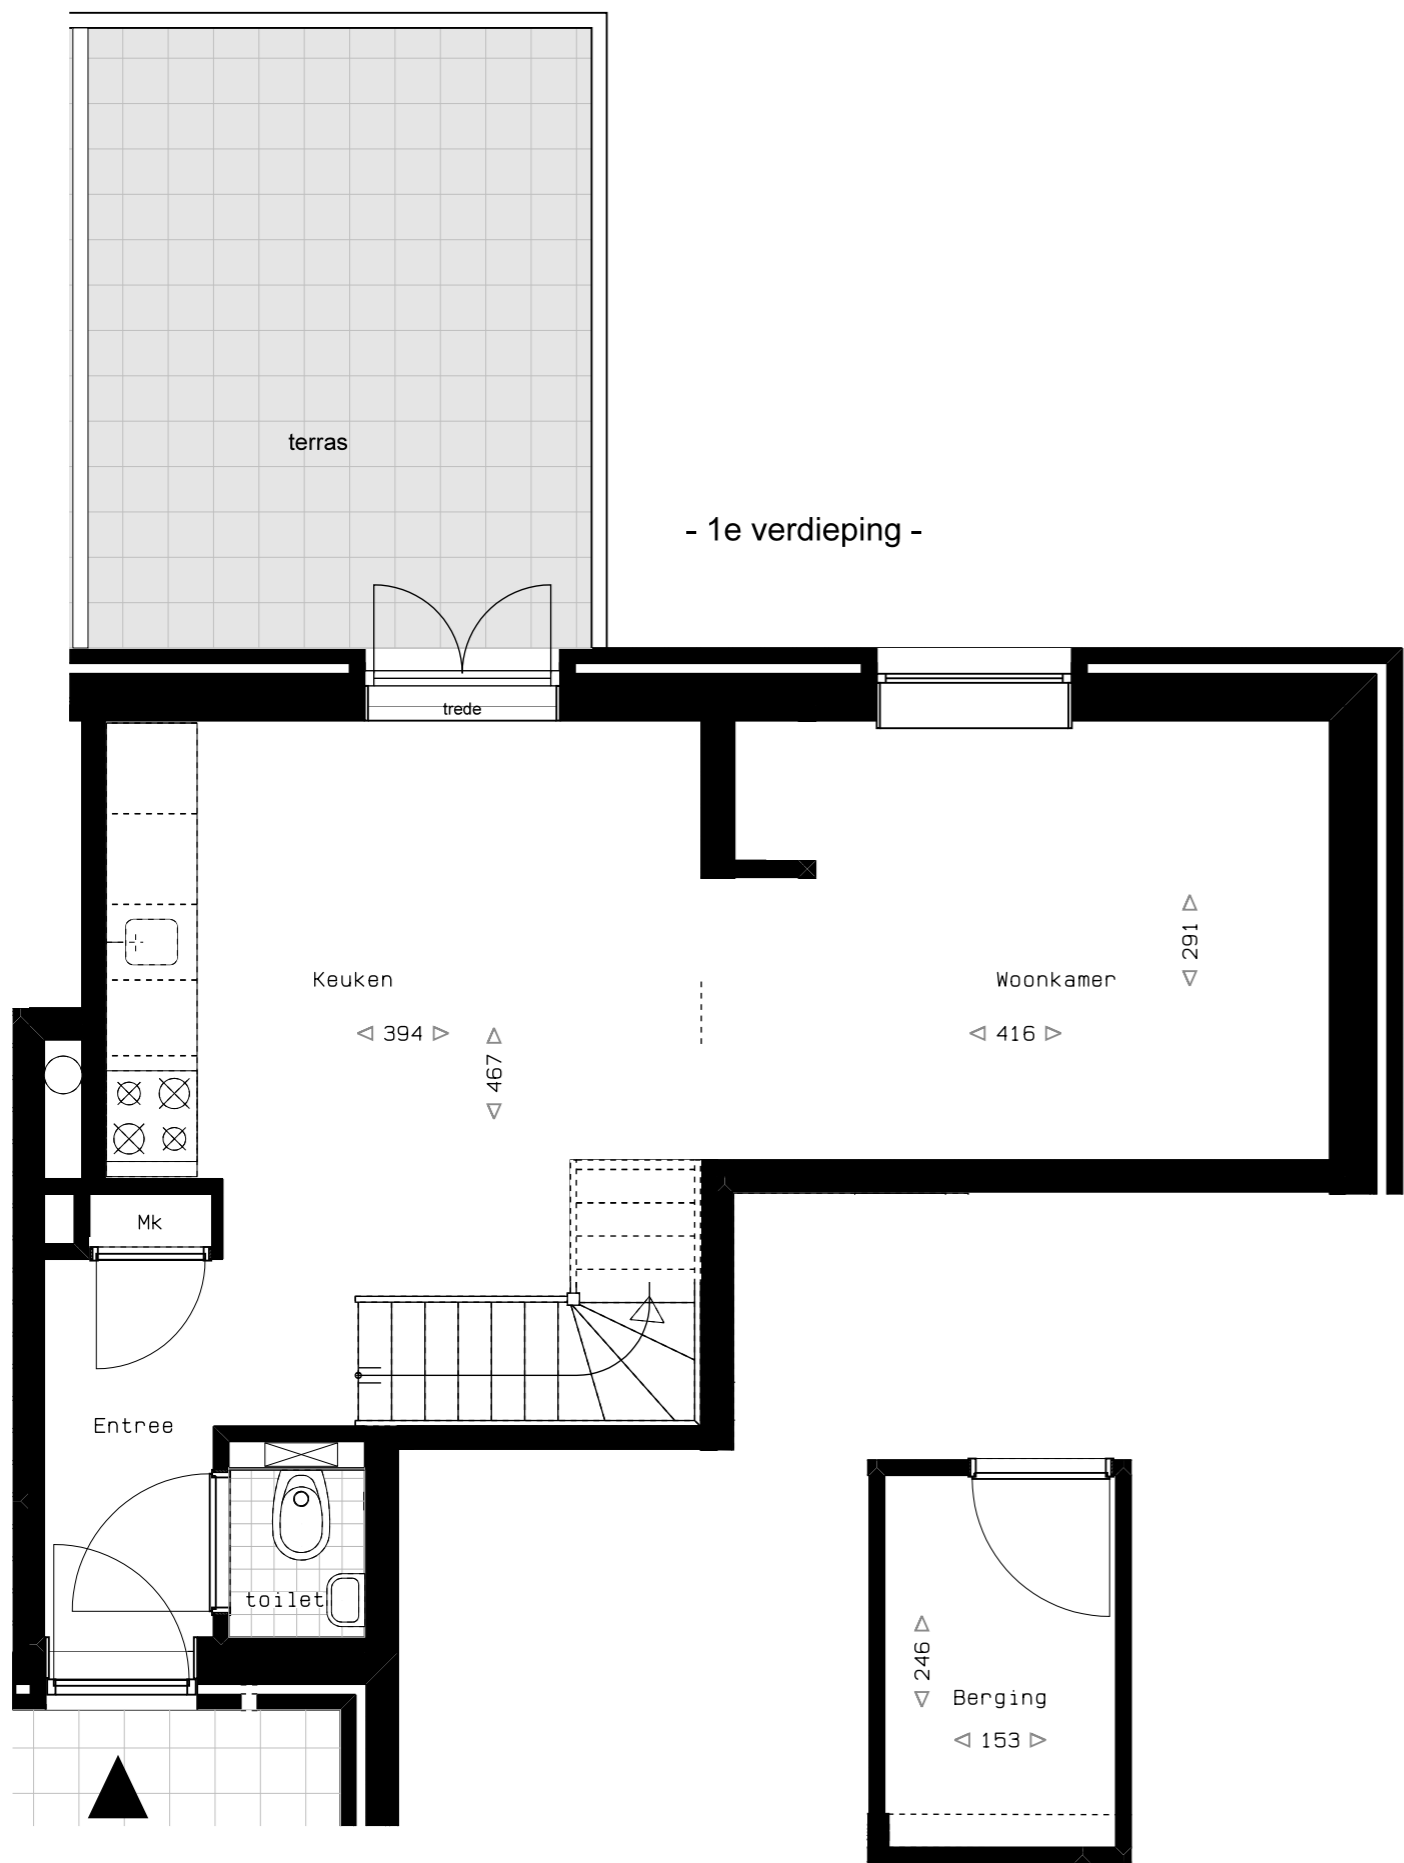 terras
- 1e verdieping -
trede
Keuken
394
467
Woonkamer
416
291
Mk
Entree
toilet
246
Berging
153